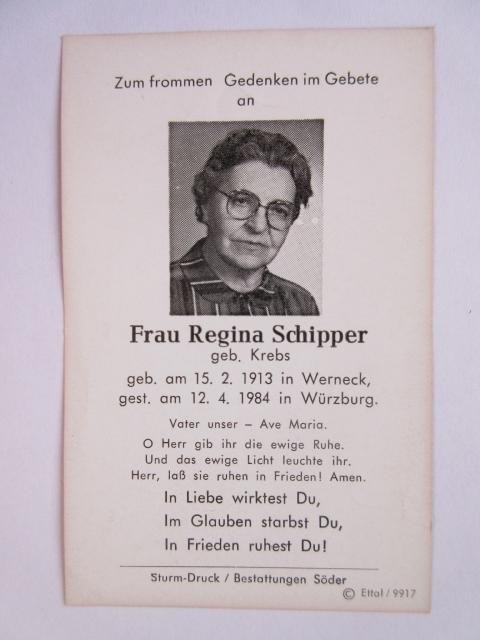 Zum frommen Gedenken im Gebete
an
Frau Regina Schipper
geb. Krebs
geb. am 15. 2. 1913 in Werneck,
gest. am 12. 4. 1984 in Würzburg.
Vater unser – Ave Maria.
O Herr gib ihr die ewige Ruhe.
Und das ewige Licht leuchte ihr.
Herr, laß sie ruhen in Frieden! Amen.
In Liebe wirktest Du,
Im Glauben starbst Du,
In Frieden ruhest Du!
Sturm-Druck / Bestattungen Söder
© Ettal / 9917